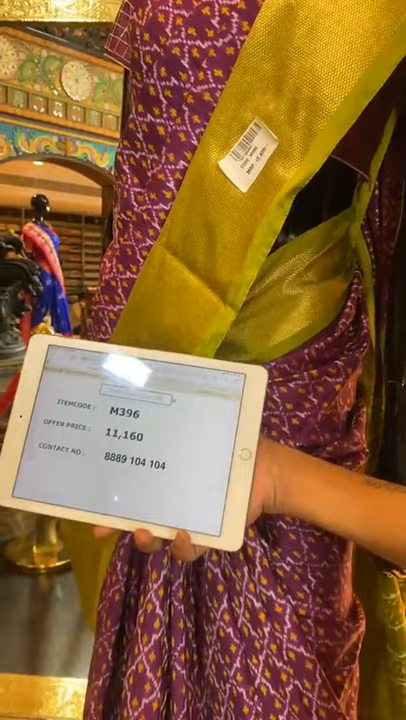 ITEMCODE : M396
OFFER PRICE : 11,160
CONTACT NO : 8889 104 104